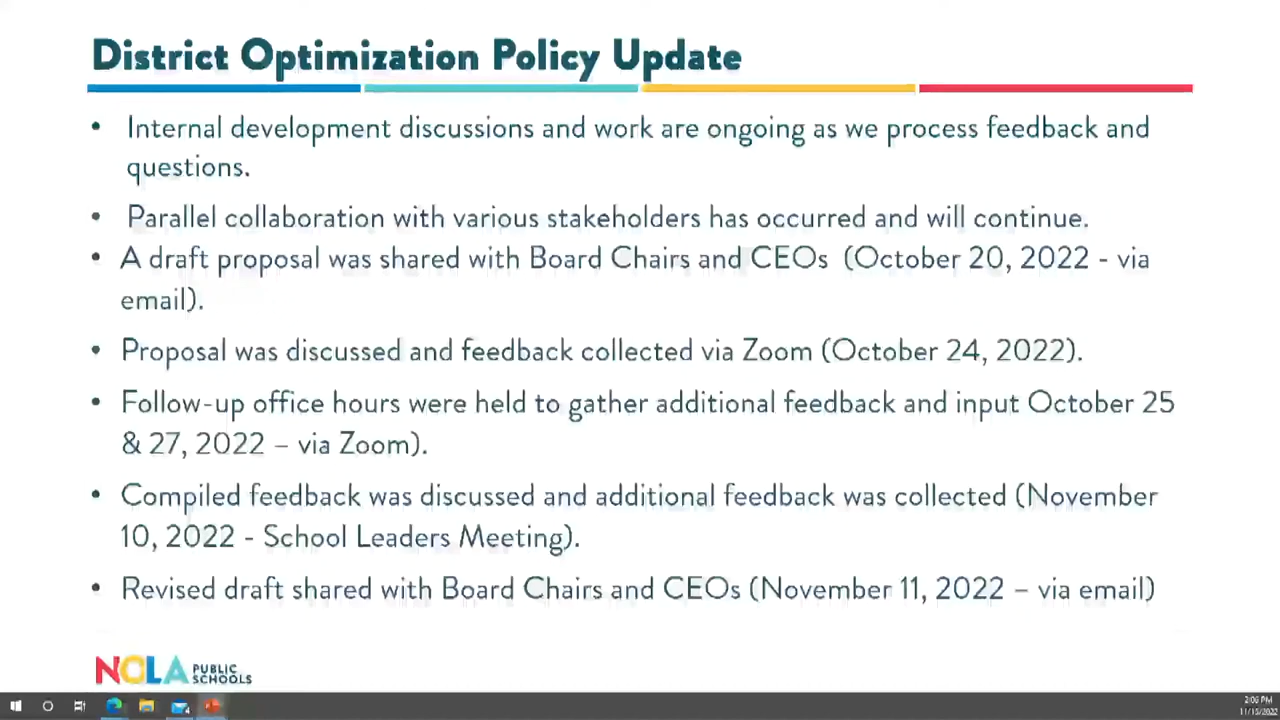 District Optimization Policy Update
• Internal development discussions and work are ongoing as we process feedback and
questions.
• Parallel collaboration with various stakeholders has occurred and will continue.
• A draft proposal was shared with Board Chairs and CEOs (October 20, 2022 - via
email).
• Proposal was discussed and feedback collected via Zoom (October 24, 2022).
• Follow-up office hours were held to gather additional feedback and input October 25
& 27, 2022 – via Zoom).
• Compiled feedback was discussed and additional feedback was collected (November
10, 2022 - School Leaders Meeting).
• Revised draft shared with Board Chairs and CEOs (November 11, 2022 – via email)
NOLA PUBLIC
SCHOOLS
2:06 PM